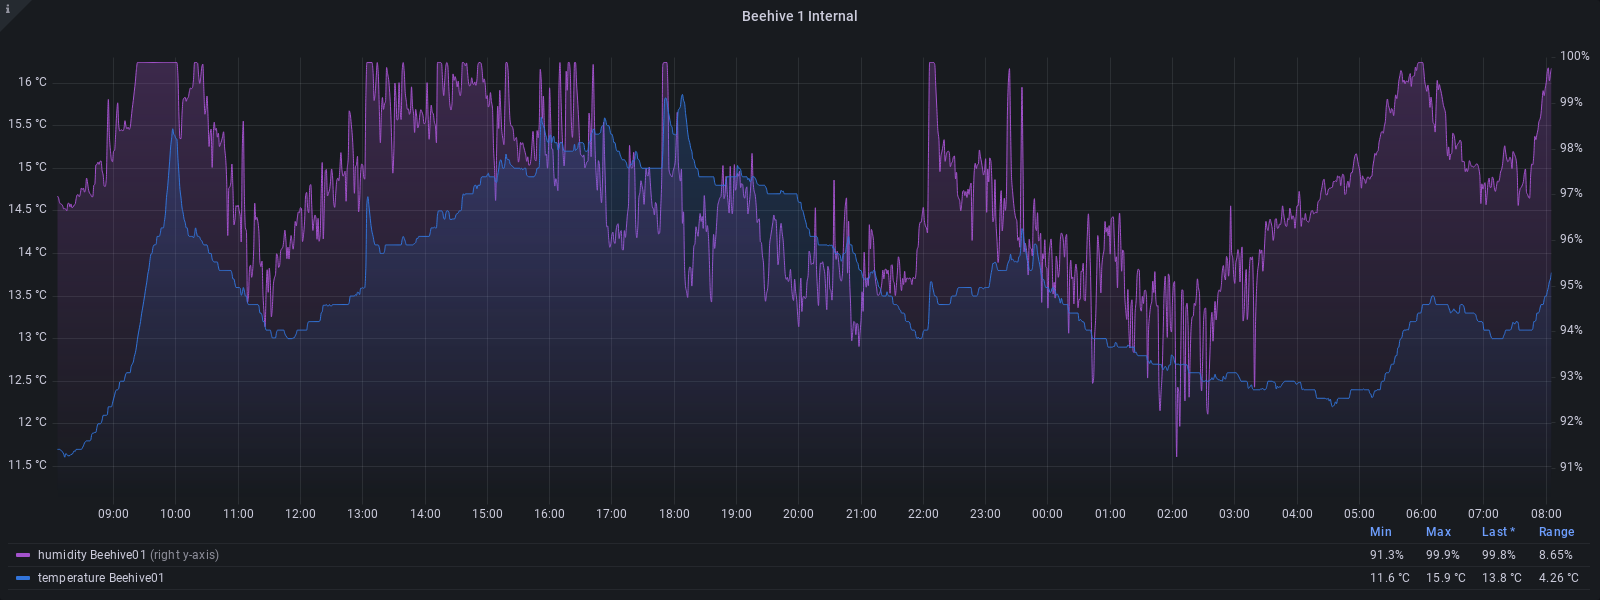 i
Beehive 1 Internal
100%
16 °C
99%
15.5 °C
98%
15 °C
97%
14.5 °C
96%
14 °C
95%
13.5 °C
94%
13 °C
93%
12.5 °C
92%
12 °C
91%
11.5 °C
09:00 10:00 11:00 12:00 13:00 14:00 15:00 16:00 17:00 18:00 19:00 20:00 21:00 22:00 23:00 00:00 01:00 02:00 03:00 04:00 05:00 06:00 07:00 08:00
Min Max Last * Range
humidity Beehive01 (right y-axis) 91.3% 99.9% 99.8% 8.65%
temperature Beehive01 11.6 °C 15.9 °C 13.8 °C 4.26 °C